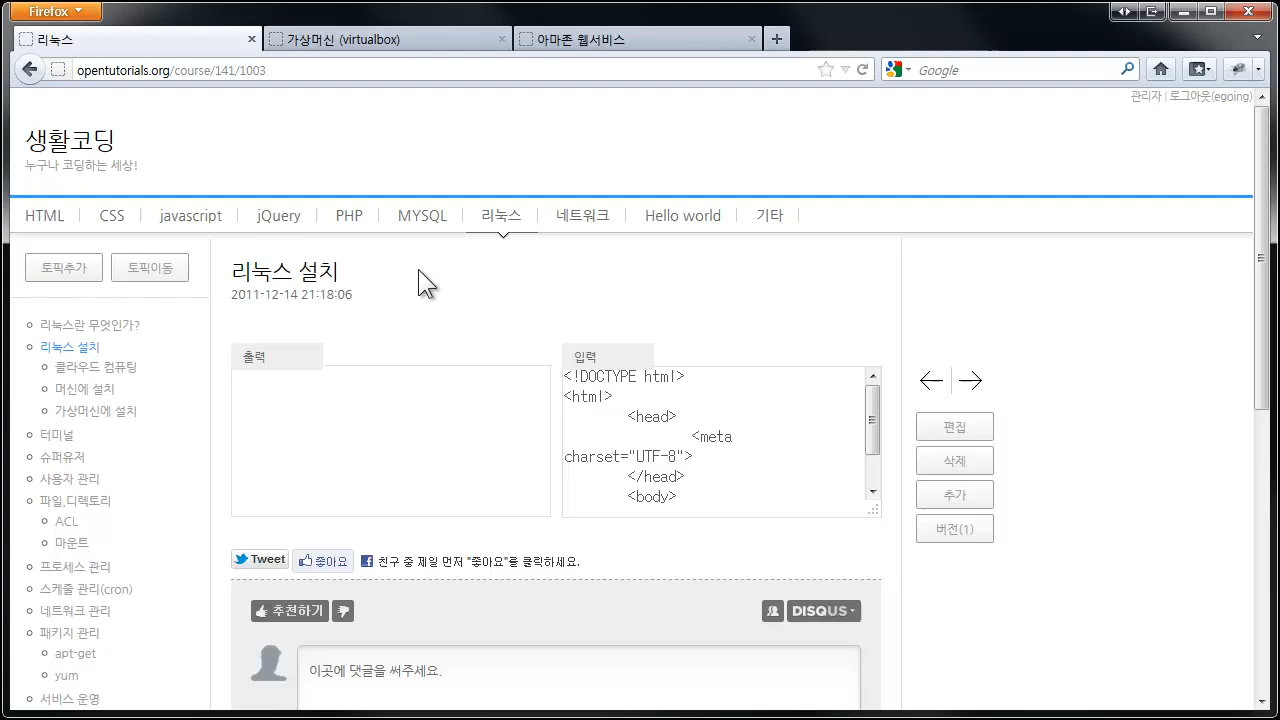 Firefox
리눅스
가상머신 (virtualbox)
아마존 웹서비스
opentutorials.org/course/141/1003
Google
관리자 | 로그아웃(egoing)
생활코딩
누구나 코딩하는 세상!
HTML
CSS
javascript
jQuery
PHP
MYSQL
리눅스
네트워크
Hello world
기타
토픽추가
토픽이동
리눅스란 무엇인가?
리눅스 설치
클라우드 컴퓨팅
머신에 설치
가상머신에 설치
터미널
슈퍼유저
사용자 관리
파일,디렉토리
ACL
마운트
프로세스 관리
스케줄 관리(cron)
네트워크 관리
패키지 관리
apt-get
yum
서비스 운영
리눅스 설치
2011-12-14 21:18:06
출력
입력
<!DOCTYPE html>
<html>
<head>
<meta
charset="UTF-8">
</head>
<body>
Tweet
좋아요
친구 중 제일 먼저 "좋아요"를 클릭하세요.
추천하기
DISQUS
이곳에 댓글을 써주세요.
편집
삭제
추가
버전(1)